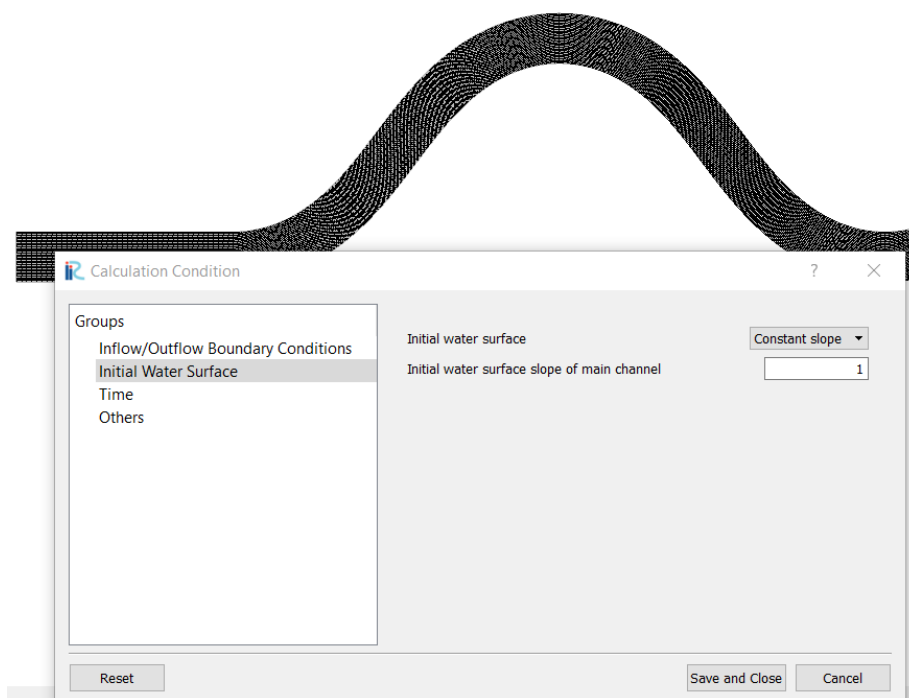 iRC Calculation Condition ?
Groups
Inflow/Outflow Boundary Conditions
Initial Water Surface
Time
Others
Initial water surface Constant slope
Initial water surface slope of main channel 1
Reset Save and Close Cancel